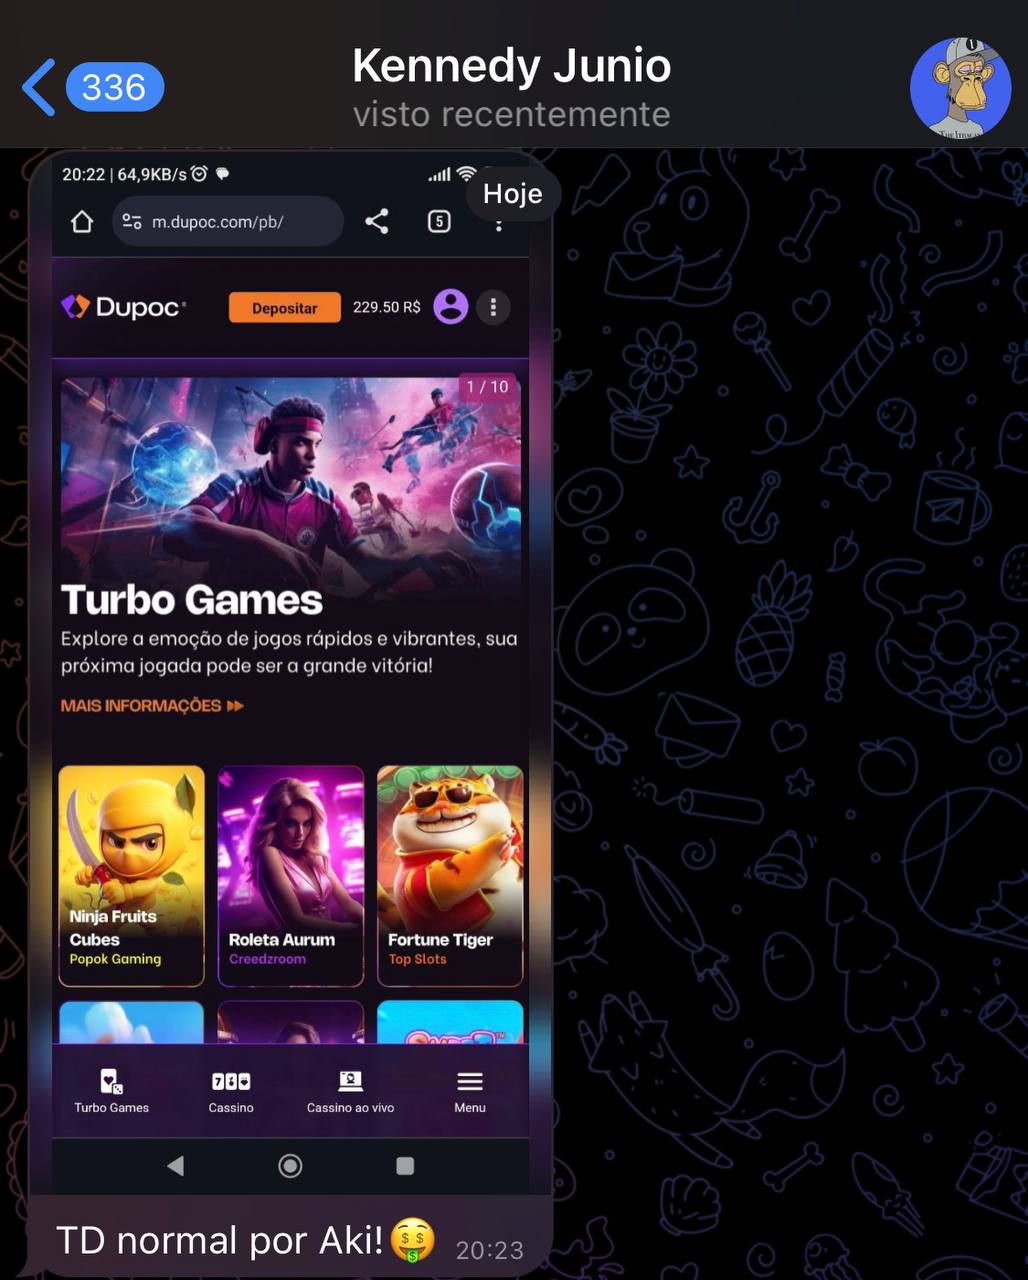 336
Kennedy Junio
visto recentemente
20:22 | 64,9KB/s
Hoje
m.dupoc.com/pb/
5
Dupoc
Depositar
229.50 R$
1 / 10
Turbo Games
Explore a emoção de jogos rápidos e vibrantes, sua
próxima jogada pode ser a grande vitória!
MAIS INFORMAÇÕES
Ninja Fruits
Cubes
Popok Gaming
Roleta Aurum
Creedzroom
Fortune Tiger
Top Slots
Turbo Games
Cassino
Cassino ao vivo
Menu
TD normal por Aki!🤑
20:23